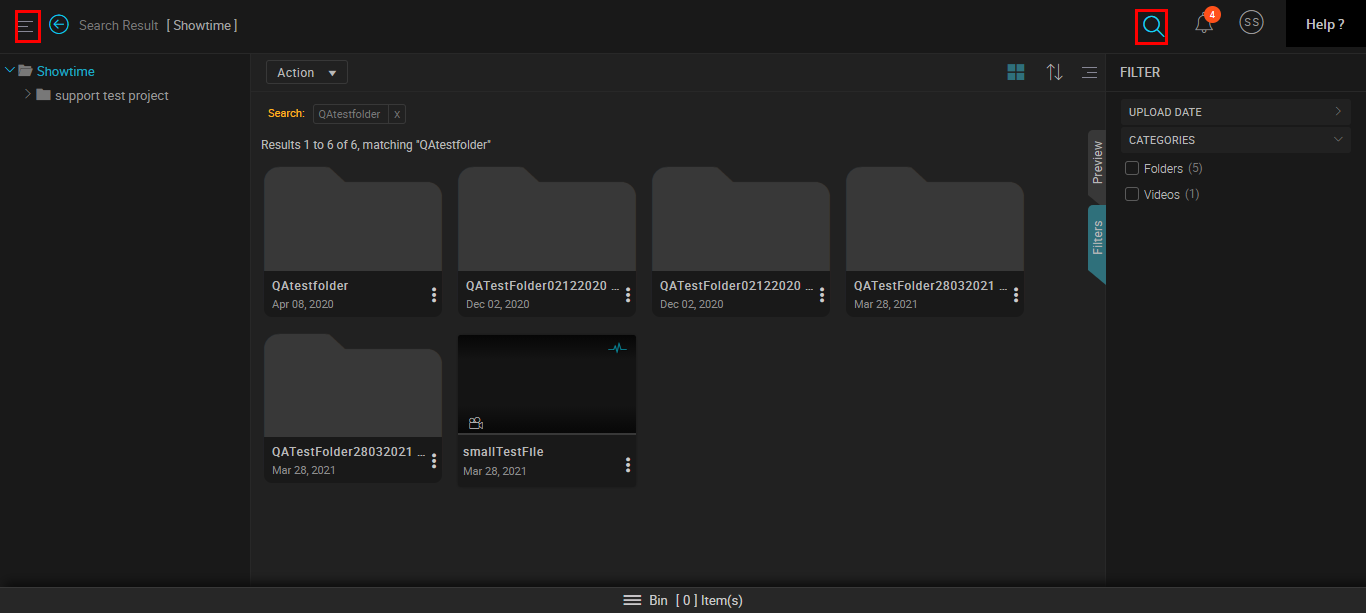 Search Result [ Showtime ]
4
SS
Help ?
Showtime
support test project
Action
Search: QAtestfolder X
Results 1 to 6 of 6, matching "QAtestfolder"
QAtestfolder
Apr 08, 2020
QATestFolder02122020 ...
Dec 02, 2020
QATestFolder02122020 ...
Dec 02, 2020
QATestFolder28032021 ...
Mar 28, 2021
QATestFolder28032021 ...
Mar 28, 2021
smallTestFile
Mar 28, 2021
Preview
Filters
FILTER
UPLOAD DATE
CATEGORIES
Folders (5)
Videos (1)
Bin [ 0 ] Item(s)